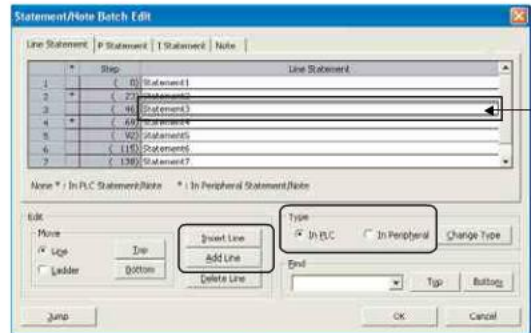 Statement/Note Batch Edit
Line Statement P Statement I Statement Note
* Step Line Statement
1 ( 0) Statement1
2 * ( 23) Statement2
3 ( 46) Statement3
4 * ( 69) Statement4
5 ( 92) Statement5
6 ( 115) Statement6
7 ( 138) Statement7
None * : In PLC Statement/Note * : In Peripheral Statement/Note
Edit
Move
Line
Top
Ladder
Bottom
Insert Line
Add Line
Delete Line
Type
In PLC In Peripheral Change Type
Find
Top Bottom
Jump OK Cancel